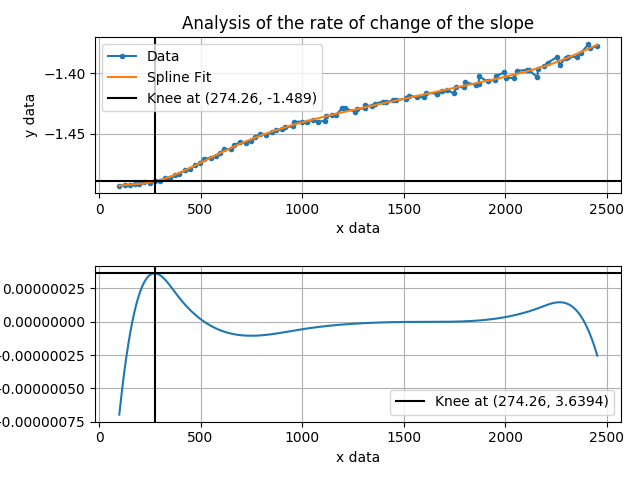 Analysis of the rate of change of the slope
Data
Spline Fit
Knee at (274.26, -1.489)
−1.40
−1.45
y data
0 500 1000 1500 2000 2500
x data
0.00000025
0.00000000
0.00000025
0.00000050
0.00000075
Knee at (274.26, 3.6394)
0 500 1000 1500 2000 2500
x data